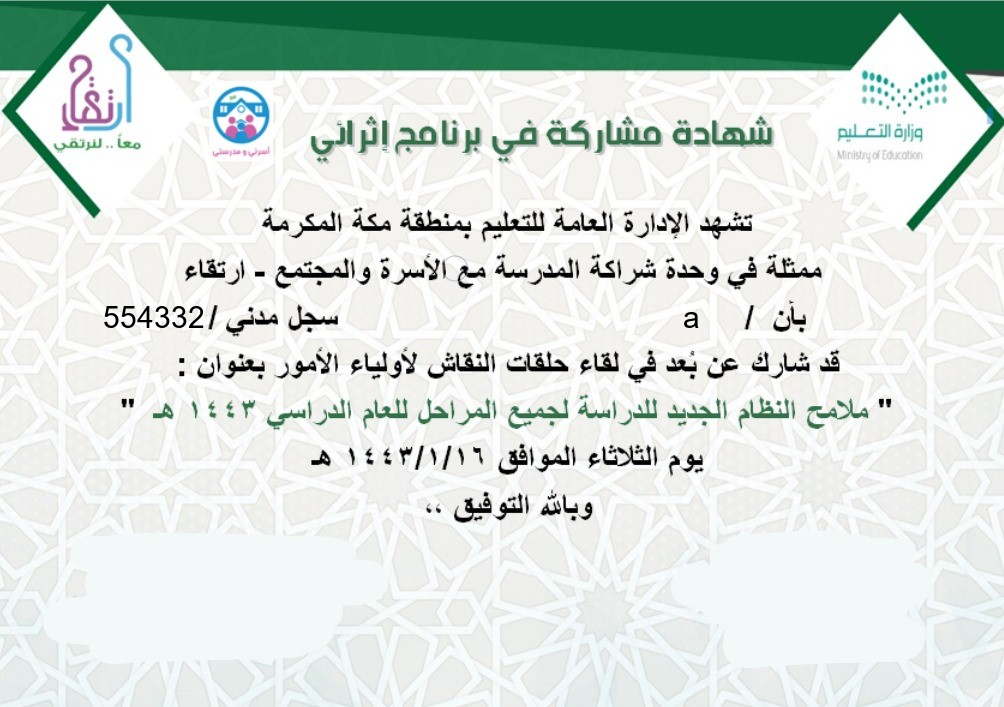 ارتقاء
معاً .. لنرتقي
أسرتي و مدرستي
شهادة مشاركة في برنامج إثرائي
وزارة التعليم
Ministry of Education
تشهد الإدارة العامة للتعليم بمنطقة مكة المكرمة
ممثلة في وحدة شراكة المدرسة مع الأسرة والمجتمع - ارتقاء
بأن / a سجل مدني /554332
قد شارك عن بُعد في لقاء حلقات النقاش لأولياء الأمور بعنوان :
" ملامح النظام الجديد للدراسة لجميع المراحل للعام الدراسي ١٤٤٣ هـ "
يوم الثلاثاء الموافق ١٤٤٣/١/١٦ هـ
وبالله التوفيق ،،